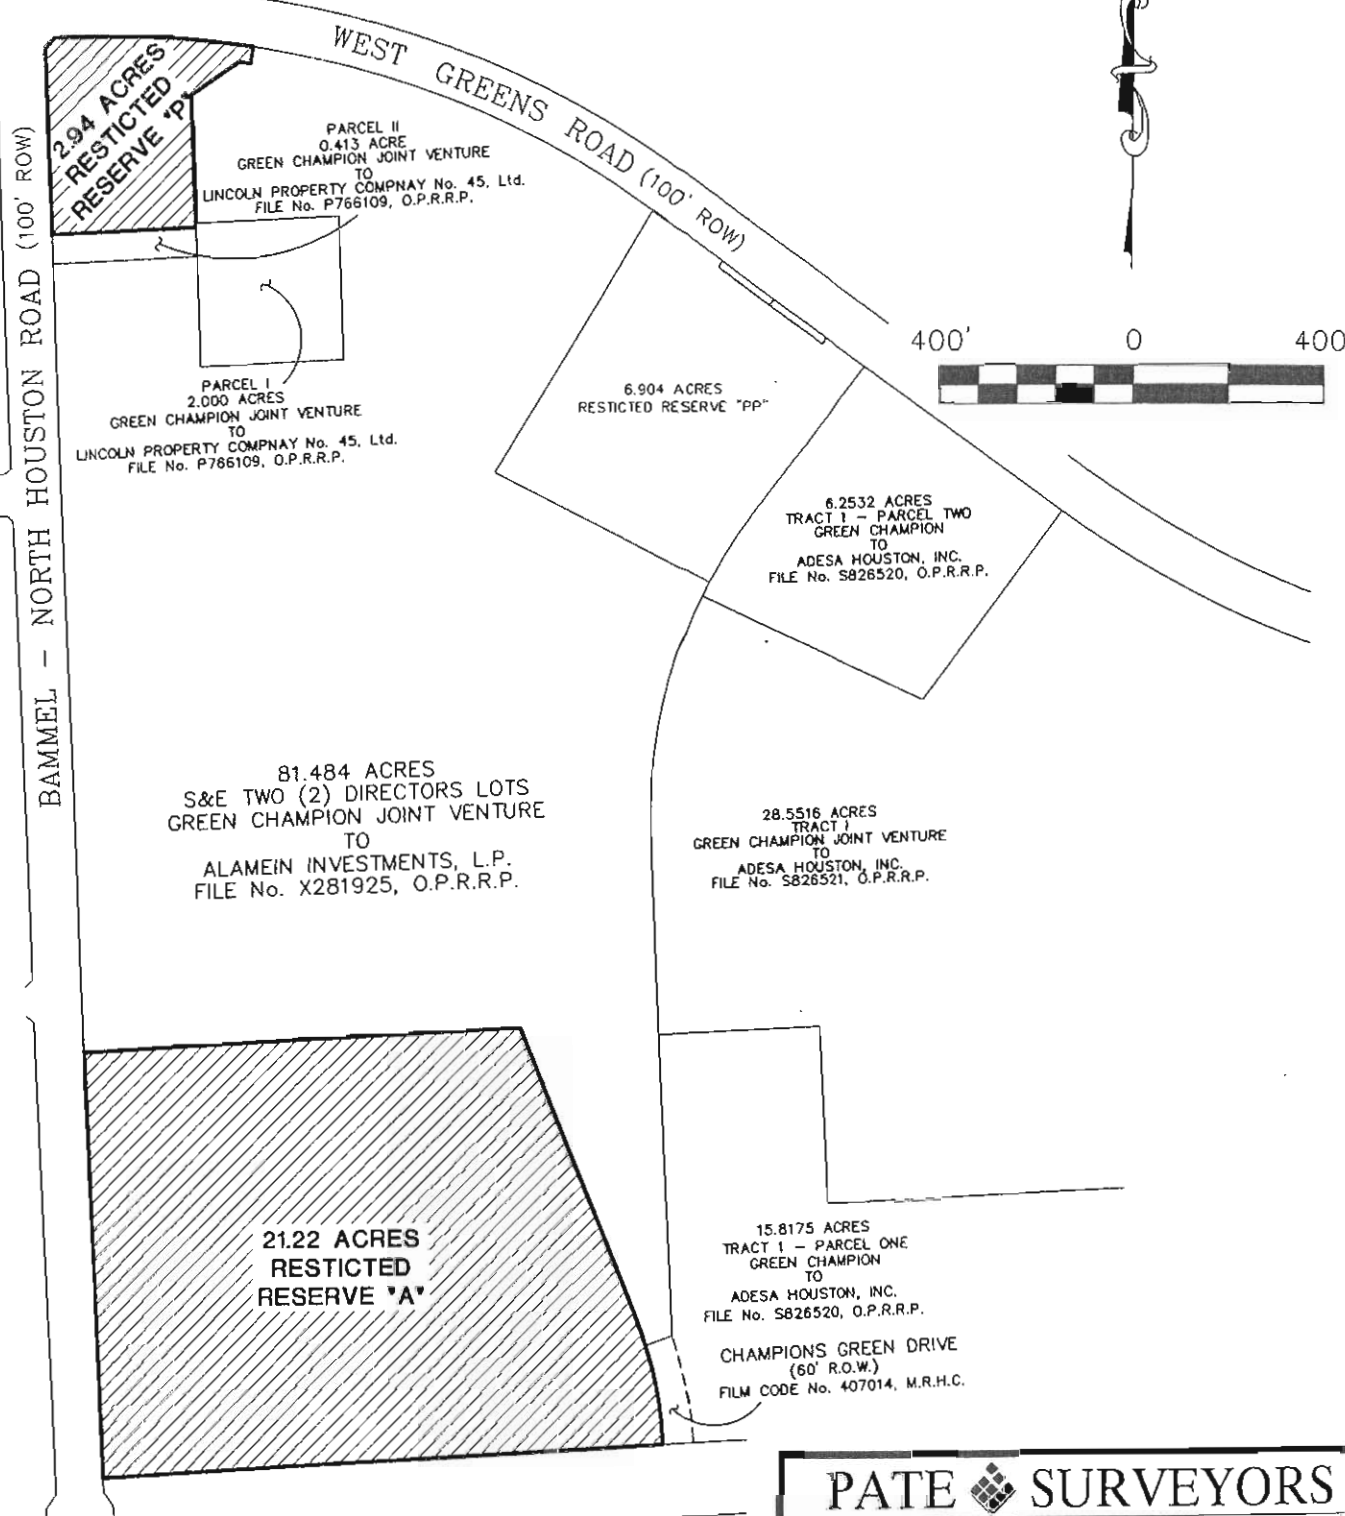 WEST GREENS ROAD (100' ROW)
2.94 ACRES
RESTICTED
RESERVE "P"
PARCEL II
0.413 ACRE
GREEN CHAMPION JOINT VENTURE
TO
LINCOLN PROPERTY COMPNAY No. 45, Ltd.
FILE No. P766109, O.P.R.R.P.
BAMMEL - NORTH HOUSTON ROAD (100' ROW)
400' 0 400
PARCEL I
2.000 ACRES
GREEN CHAMPION JOINT VENTURE
TO
LINCOLN PROPERTY COMPNAY No. 45, Ltd.
FILE No. P766109, O.P.R.R.P.
6.904 ACRES
RESTICTED RESERVE "PP"
6.2532 ACRES
TRACT 1 - PARCEL TWO
GREEN CHAMPION
TO
ADESA HOUSTON, INC.
FILE No. S826520, O.P.R.R.P.
81.484 ACRES
S&E TWO (2) DIRECTORS LOTS
GREEN CHAMPION JOINT VENTURE
TO
ALAMEIN INVESTMENTS, L.P.
FILE No. X281925, O.P.R.R.P.
28.5516 ACRES
TRACT 1
GREEN CHAMPION JOINT VENTURE
TO
ADESA HOUSTON, INC.
FILE No. S826521, O.P.R.R.P.
21.22 ACRES
RESTICTED
RESERVE "A"
15.8175 ACRES
TRACT 1 - PARCEL ONE
GREEN CHAMPION
TO
ADESA HOUSTON, INC.
FILE No. S826520, O.P.R.R.P.
CHAMPIONS GREEN DRIVE
(60' R.O.W.)
FILM CODE No. 407014, M.R.H.C.
PATE SURVEYORS